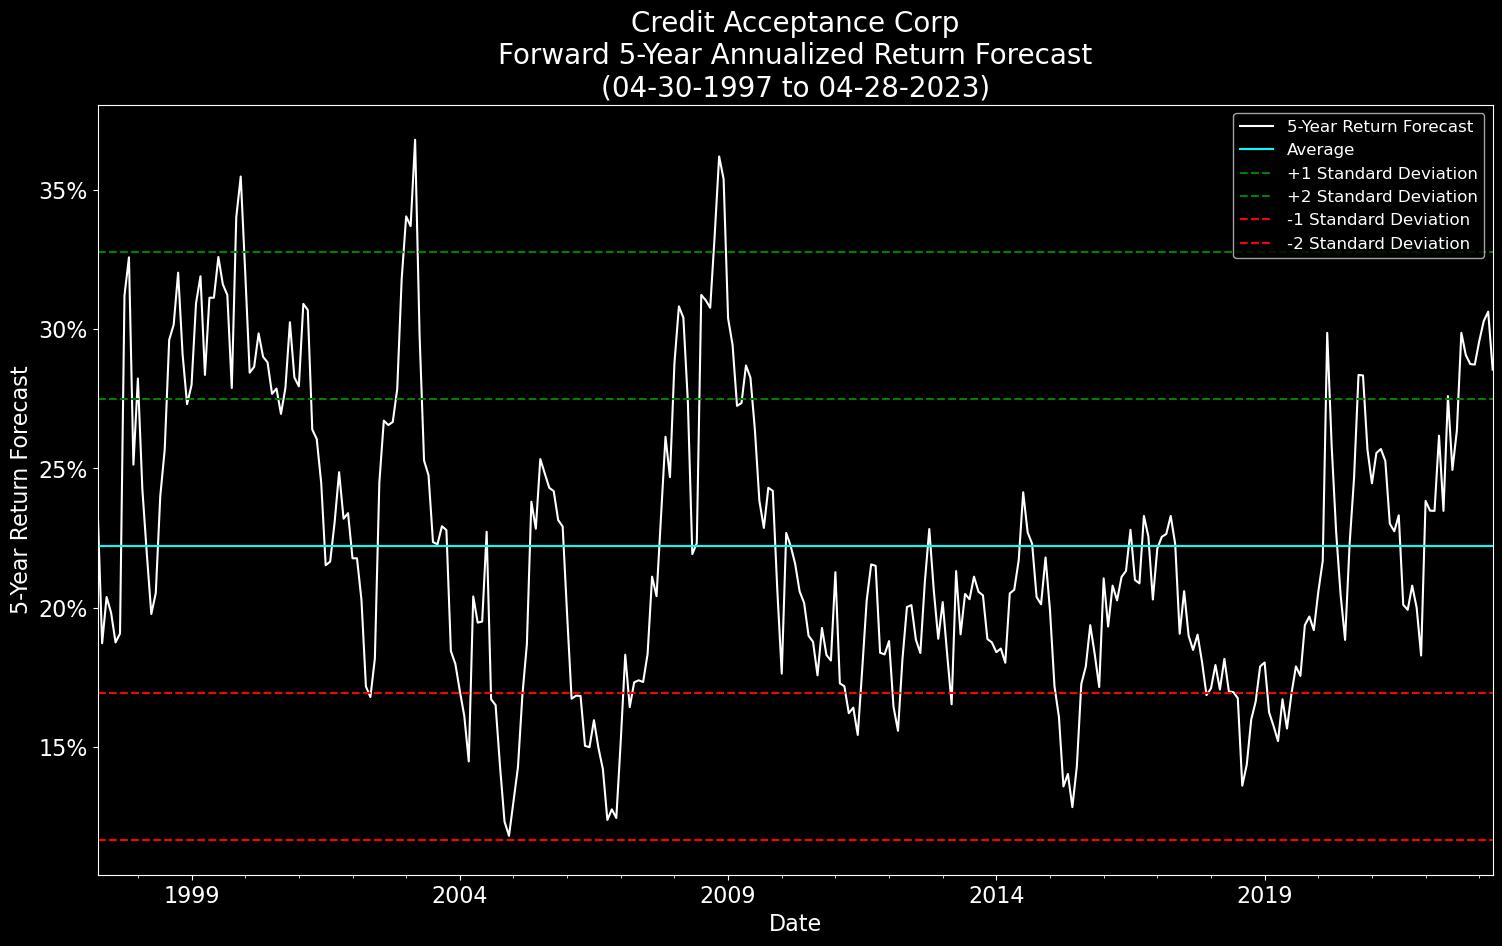 Credit Acceptance Corp
Forward 5-Year Annualized Return Forecast
(04-30-1997 to 04-28-2023)
5-Year Return Forecast
Average
+1 Standard Deviation
+2 Standard Deviation
-1 Standard Deviation
-2 Standard Deviation
5-Year Return Forecast
35%
30%
25%
20%
15%
1999
2004
2009
2014
2019
Date